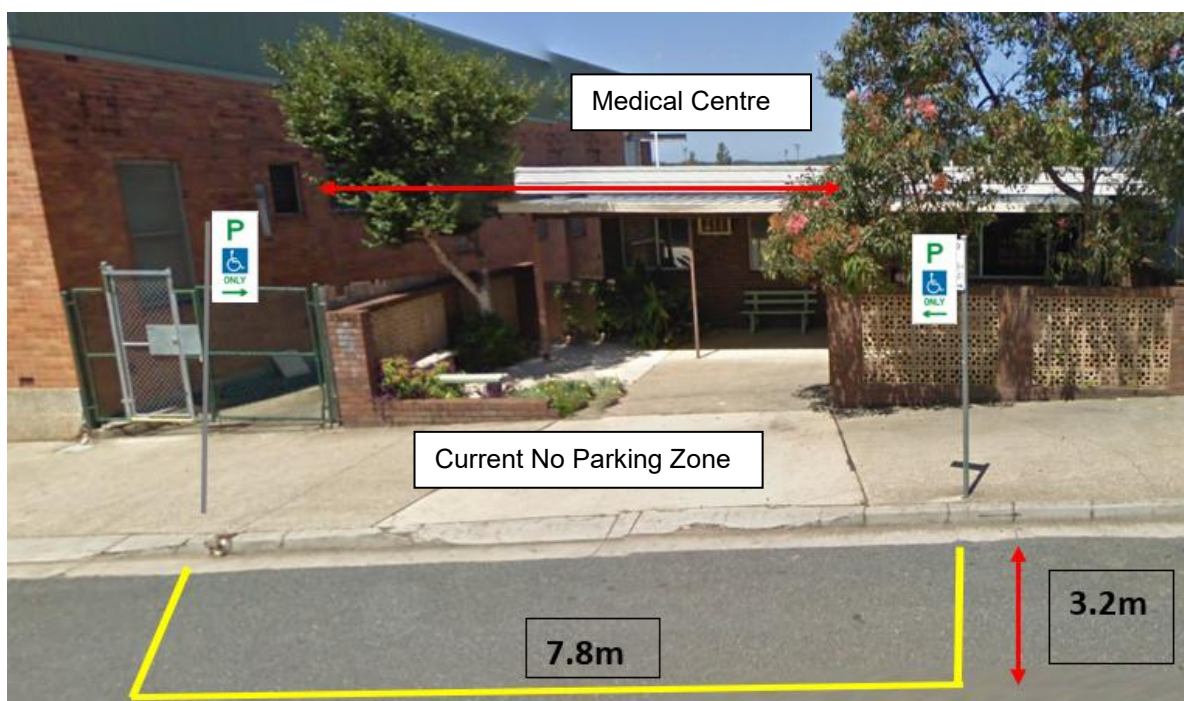 Medical Centre
P
ONLY
P
ONLY
Current No Parking Zone
7.8m
3.2m